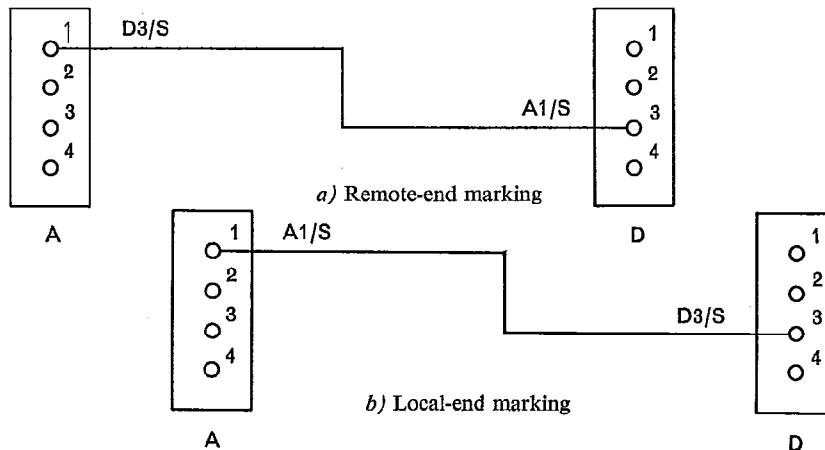 1 D3/S 1
2 2
A1/S
3 3
4 4
a) Remote-end marking
A D
1 A1/S 1
2 2
3 D3/S 3
4 4
b) Local-end marking
A D